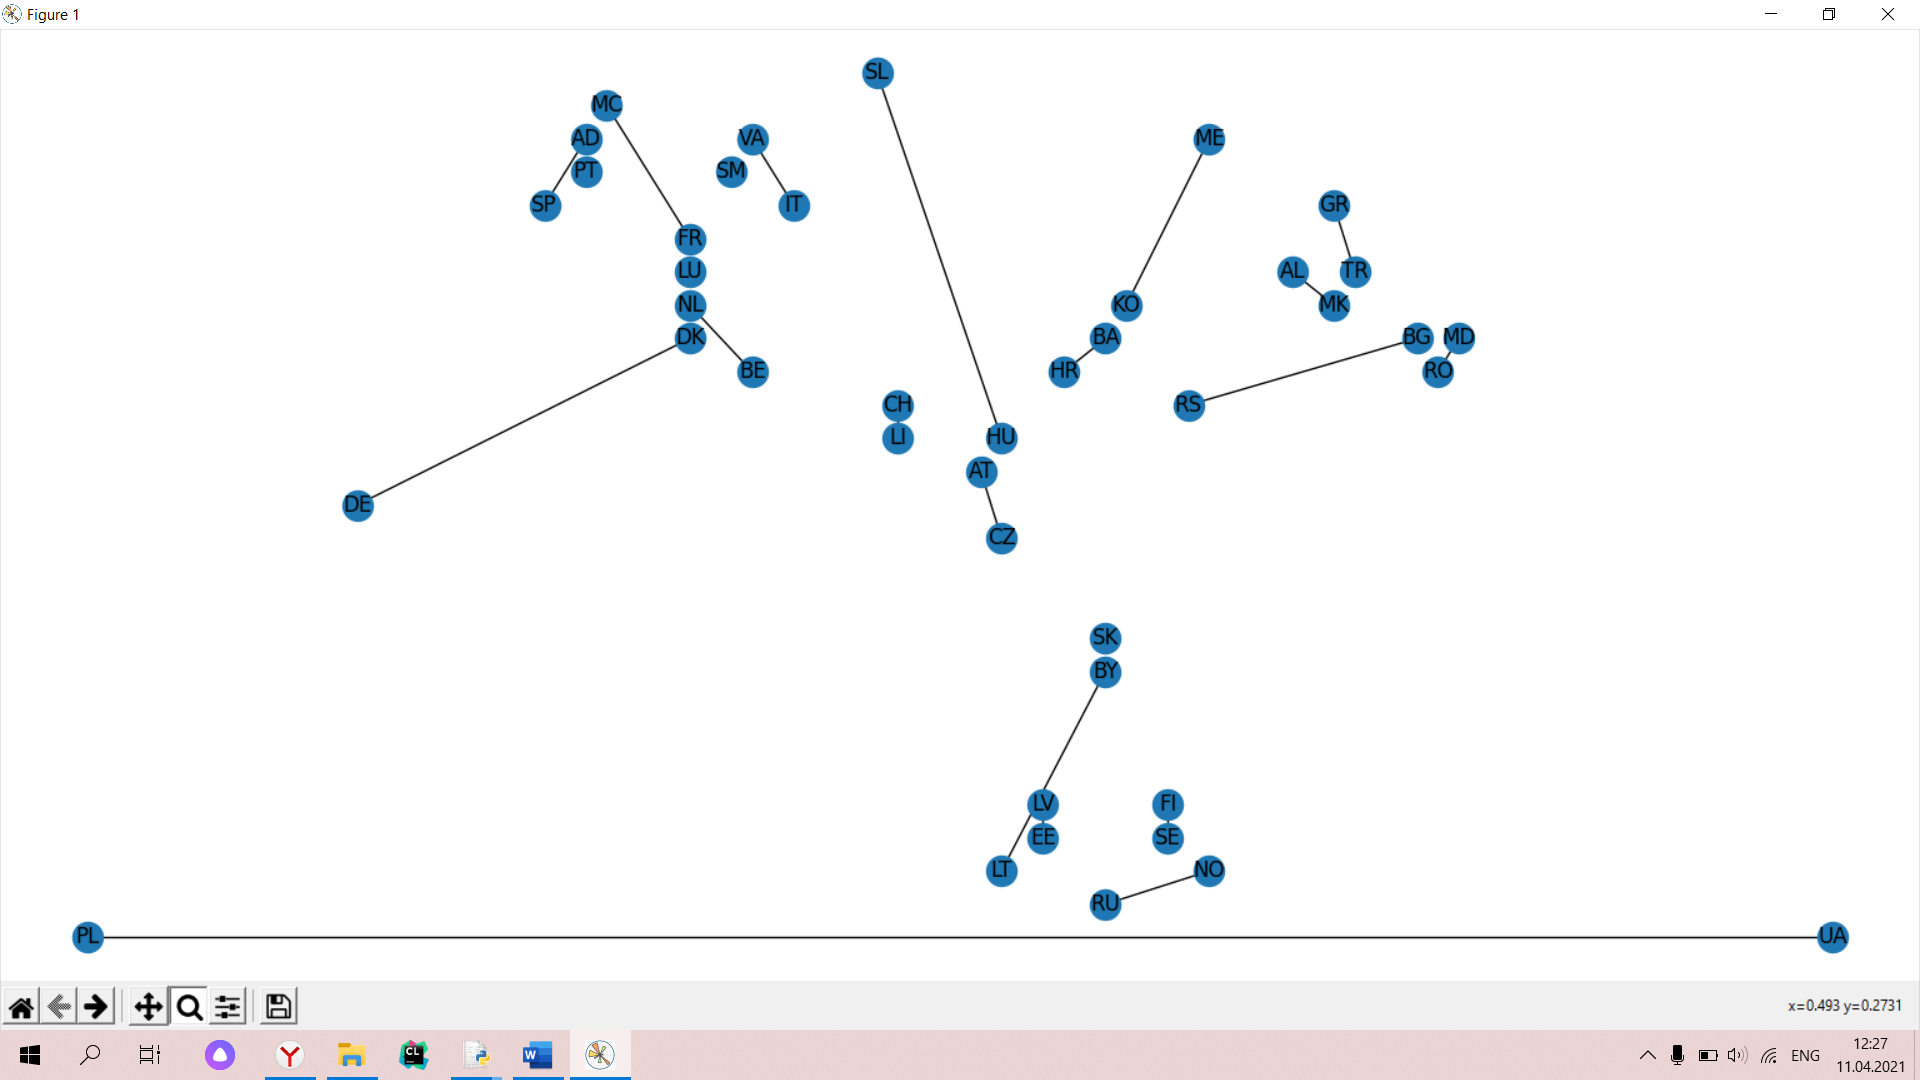 Figure 1
SL
MC
AD
VA
ME
PT
SM
SP
IT
GR
FR
LU
AL
TR
NL
KO
MK
DK
BA
BG
MD
BE
HR
RO
CH
RS
LI
HU
AT
DE
CZ
SK
BY
LV
FI
EE
SE
LT
NO
RU
PL
UA
x=0.493 y=0.2731
Y
CL
W
ENG
12:27
11.04.2021